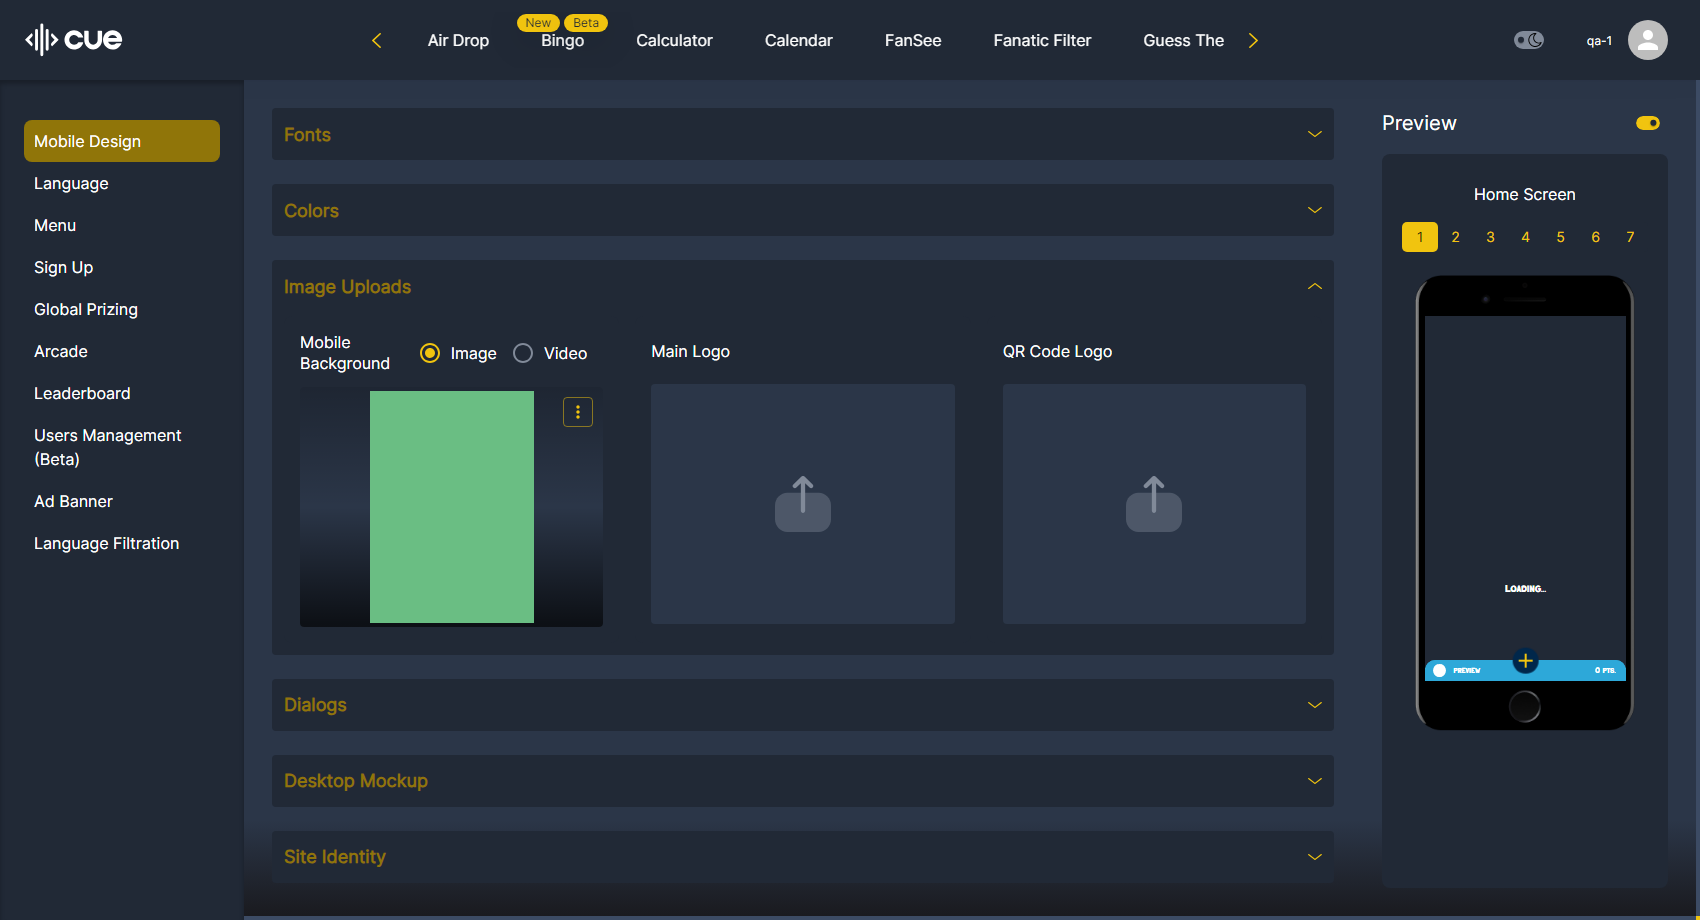 cue
Air Drop
New
Beta
Bingo
Calculator
Calendar
FanSee
Fanatic Filter
Guess The
qa-1
Mobile Design
Language
Menu
Sign Up
Global Prizing
Arcade
Leaderboard
Users Management
(Beta)
Ad Banner
Language Filtration
Fonts
Colors
Image Uploads
Mobile
Background
Image
Video
Main Logo
QR Code Logo
Dialogs
Desktop Mockup
Site Identity
Preview
Home Screen
1 2 3 4 5 6 7
LOADING...
PREVIEW
0 PTS.